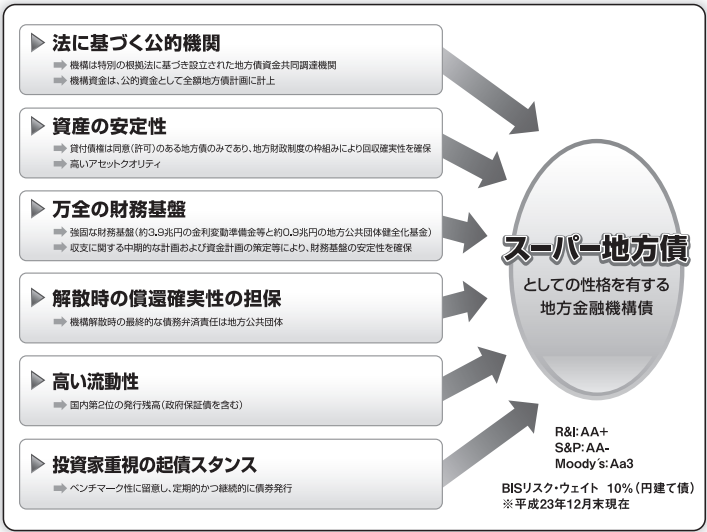 法に基づく公的機関
機構は特別の根拠法に基づき設立された地方債資金共同調達機関
機構資金は、公的資金として全額地方債計画に計上
資産の安定性
貸付債権は同意(許可)のある地方債のみであり、地方財政制度の枠組みにより回収確実性を確保
高いアセットクオリティ
万全の財務基盤
強固な財務基盤(約3.9兆円の金利変動準備金等と約0.9兆円の地方公共団体健全化基金)
収支に関する中期的な計画および資金計画の策定等により、財務基盤の安定性を確保
解散時の償還確実性の担保
機構解散時の最終的な債務弁済責任は地方公共団体
高い流動性
国内第2位の発行残高(政府保証債を含む)
投資家重視の起債スタンス
ベンチマーク性に留意し、定期的かつ継続的に債券発行
スーパー地方債
としての性格を有する
地方金融機構債
R&I:AA+
S&P:AA-
Moody's:Aa3
BISリスク・ウェイト 10%(円建て債)
※平成23年12月末現在